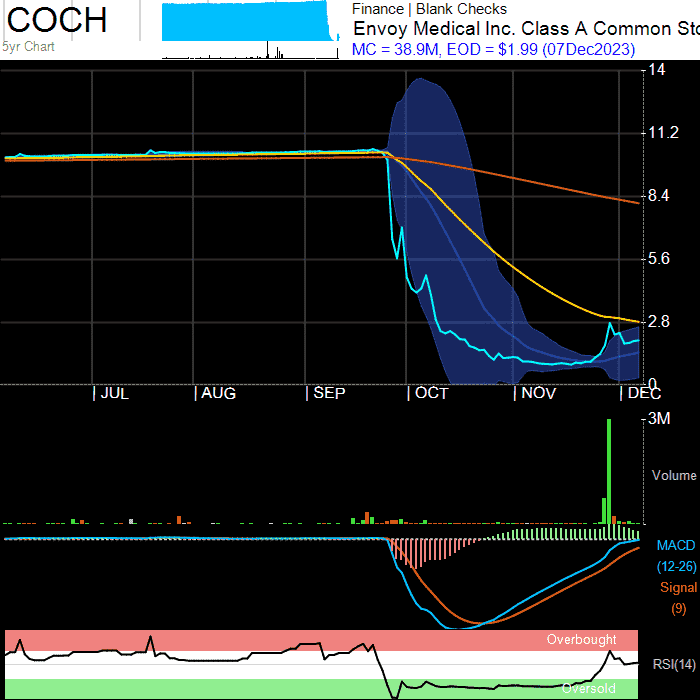 COCH
5yr Chart
Finance | Blank Checks
Envoy Medical Inc. Class A Common Sto
MC = 38.9M, EOD = $1.99 (07Dec2023)
14
11.2
8.4
5.6
2.8
0
JUL
AUG
SEP
OCT
NOV
DEC
3M
Volume
MACD
(12-26)
Signal
(9)
Overbought
RSI(14)
Oversold